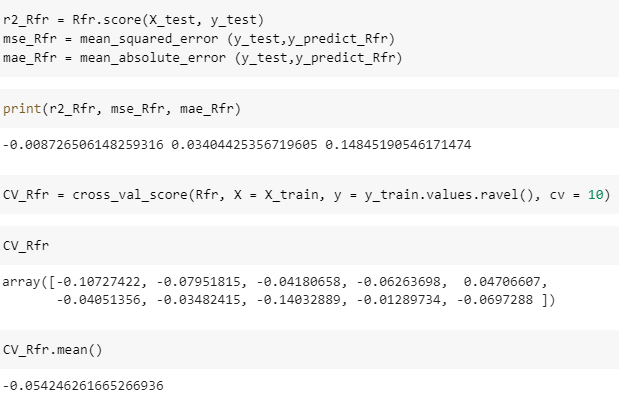 r2_Rfr = Rfr.score(X_test, y_test)
mse_Rfr = mean_squared_error (y_test,y_predict_Rfr)
mae_Rfr = mean_absolute_error (y_test,y_predict_Rfr)
print(r2_Rfr, mse_Rfr, mae_Rfr)
-0.008726506148259316 0.03404425356719605 0.14845190546171474
CV_Rfr = cross_val_score(Rfr, X = X_train, y = y_train.values.ravel(), cv = 10)
CV_Rfr
array([-0.10727422, -0.07951815, -0.04180658, -0.06263698,  0.04706607,
       -0.04051356, -0.03482415, -0.14032889, -0.01289734, -0.0697288 ])
CV_Rfr.mean()
-0.054246261665266936